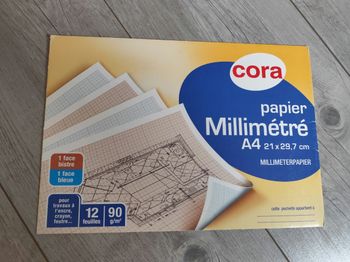 cora
papier
Millimétré
A4 21 x 29,7 cm
MILLIMETERPAPIER
1 face
bistre
1 face
bleue
pour
travaux à
l'encre,
crayon,
feutre...
12
feuilles
90
g/m²
cette pochette appartient à